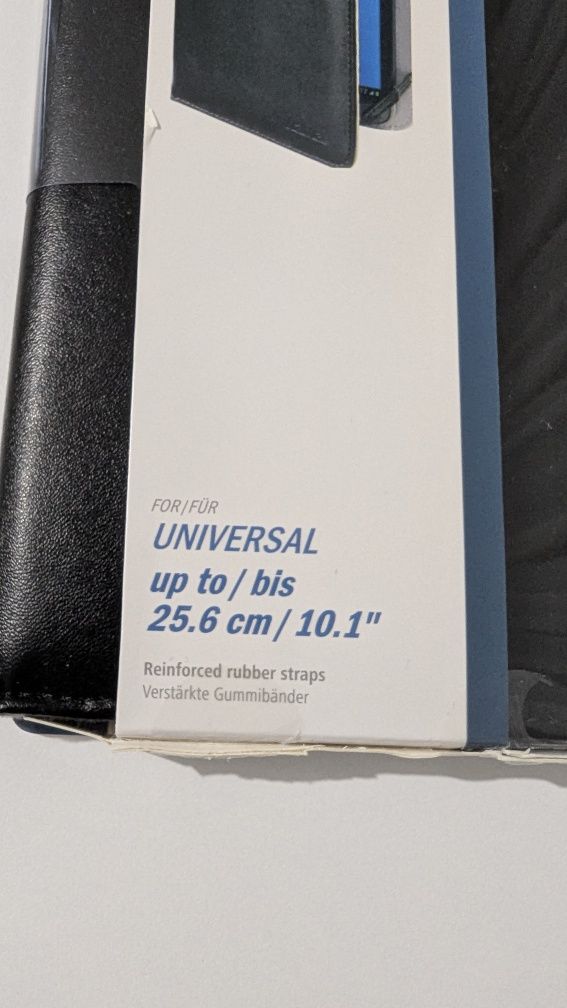 FOR/FÜR
UNIVERSAL
up to/ bis
25.6 cm/ 10.1"
Reinforced rubber straps
Verstärkte Gummibänder